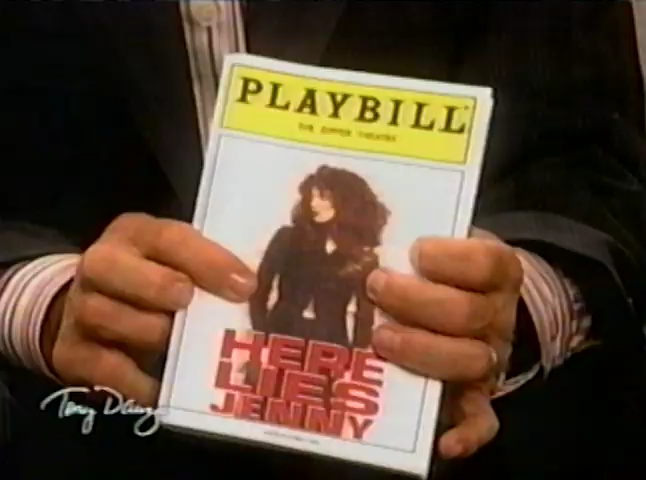 PLAYBILL
THE ZIPPER THEATRE
HERE
LIES
JENNY
Tony Danza